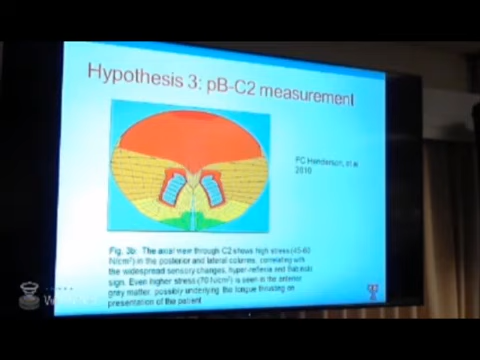 Hypothesis 3: pB-C2 measurement
FC Henderson, et al
2010
Fig. 3b: The axial view through C2 shows high stress (45-60
N/cm²) in the posterior and lateral columns, correlating with
the widespread sensory changes, hyper-reflexia and
sign. Even higher stress (70 N/cm²) is seen in the anterior
grey matter, possibly underlying the tongue thrusting on
presentation of the patient